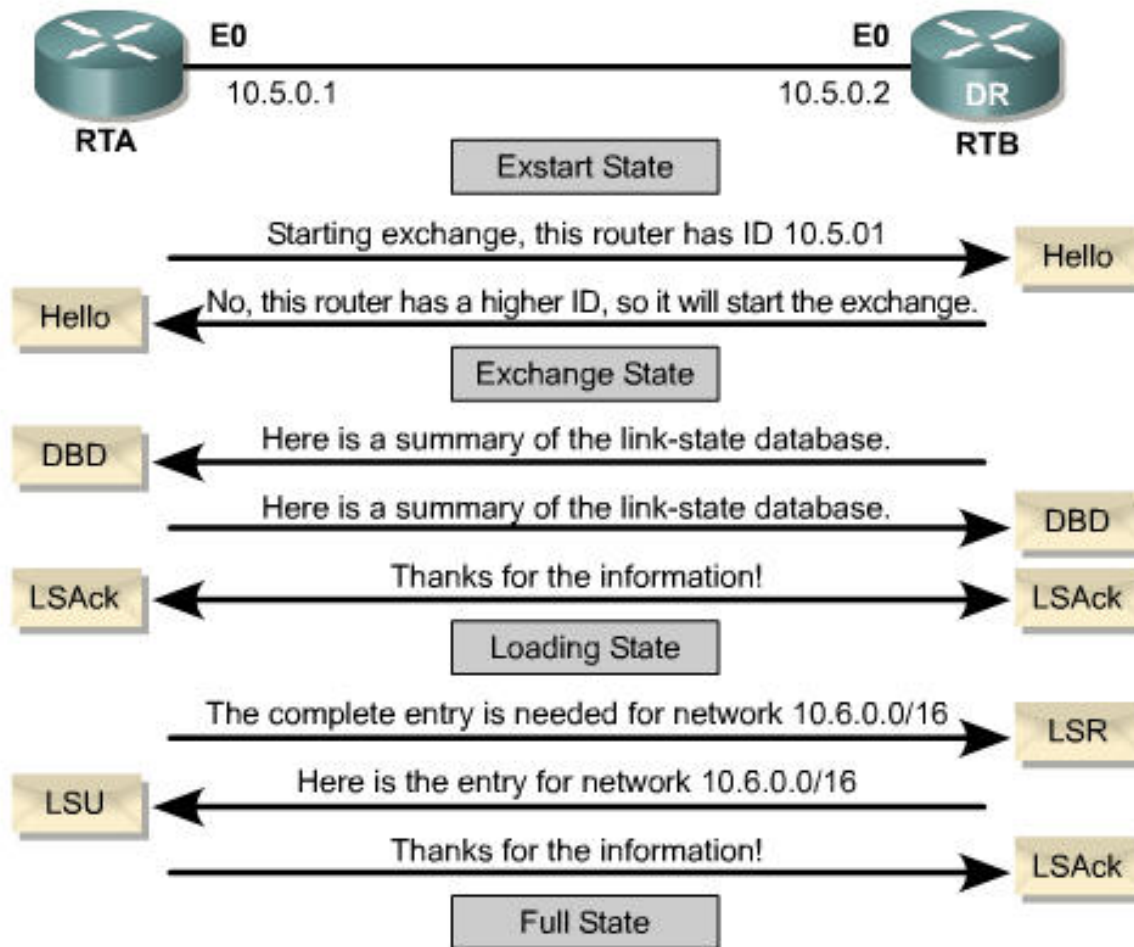 E0
E0
10.5.0.1
10.5.0.2
DR
RTA
RTB
Exstart State
Starting exchange, this router has ID 10.5.01
Hello
No, this router has a higher ID, so it will start the exchange.
Hello
Exchange State
Here is a summary of the link-state database.
DBD
Here is a summary of the link-state database.
DBD
LSAck
Thanks for the information!
LSAck
Loading State
The complete entry is needed for network 10.6.0.0/16
LSR
Here is the entry for network 10.6.0.0/16
LSU
Thanks for the information!
LSAck
Full State